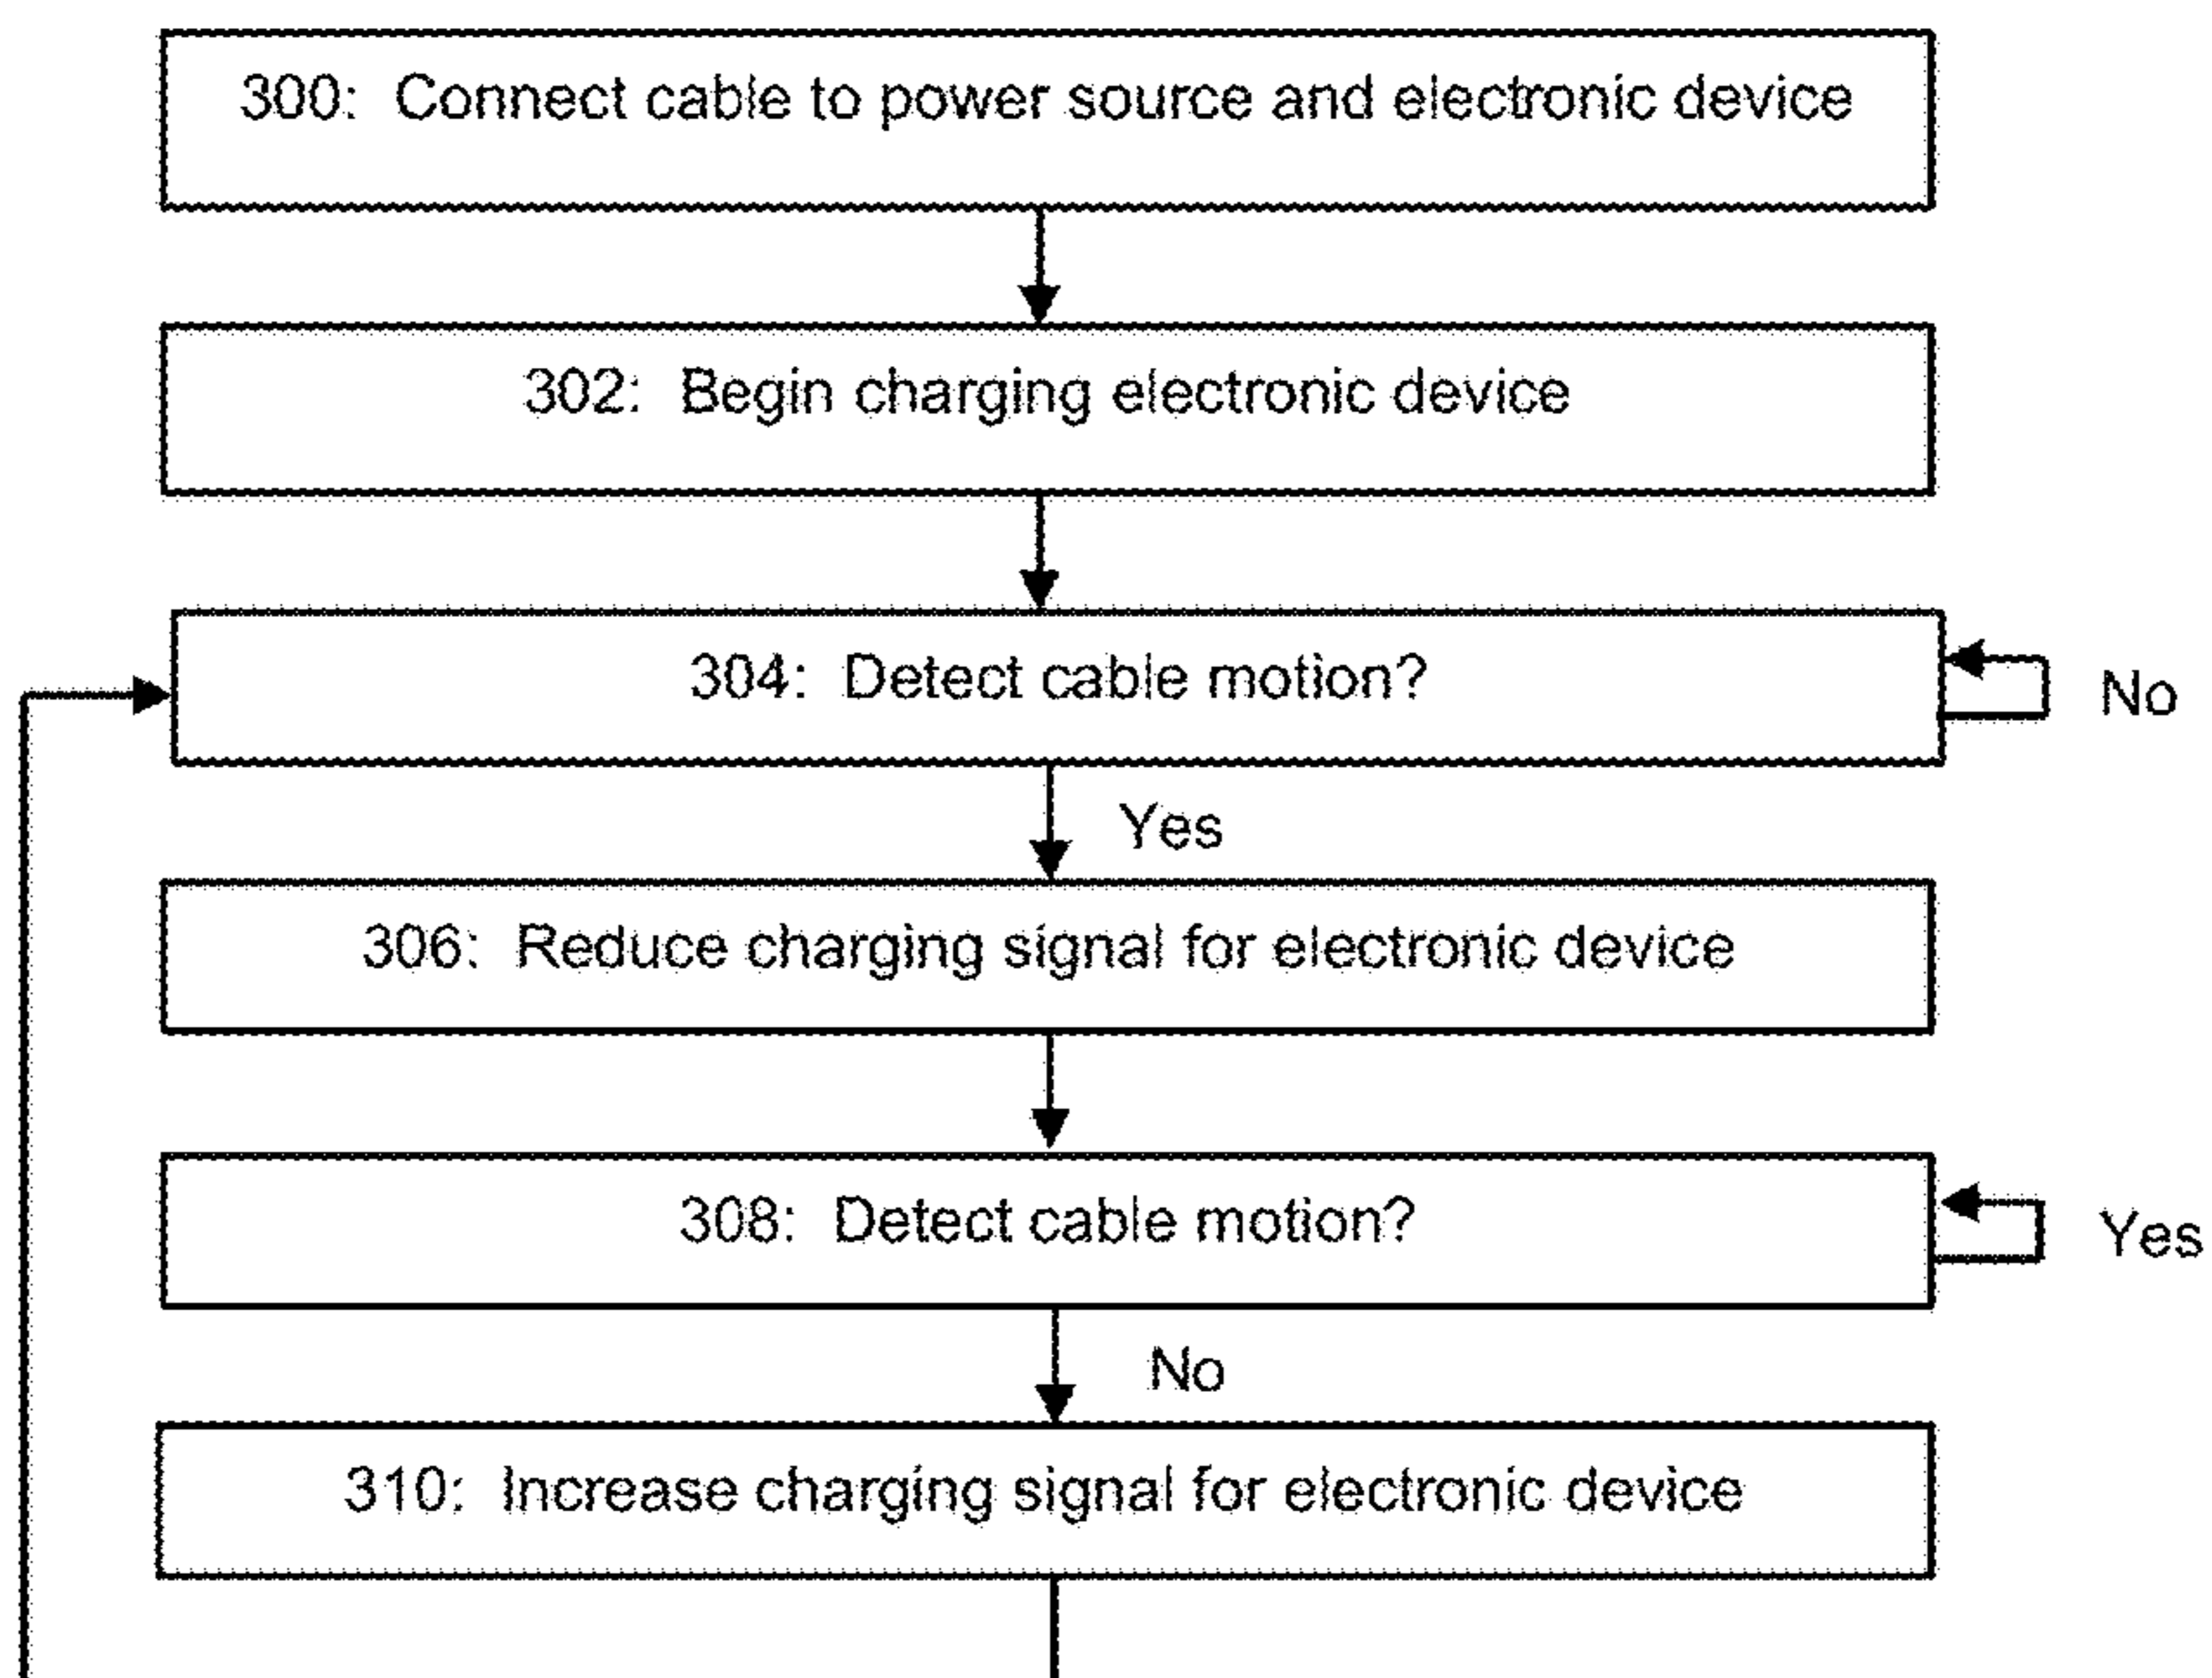 300: Connect cable to power source and electronic device
302: Begin charging electronic device
304: Detect cable motion?
No
Yes
306: Reduce charging signal for electronic device
308: Detect cable motion?
Yes
No
310: Increase charging signal for electronic device